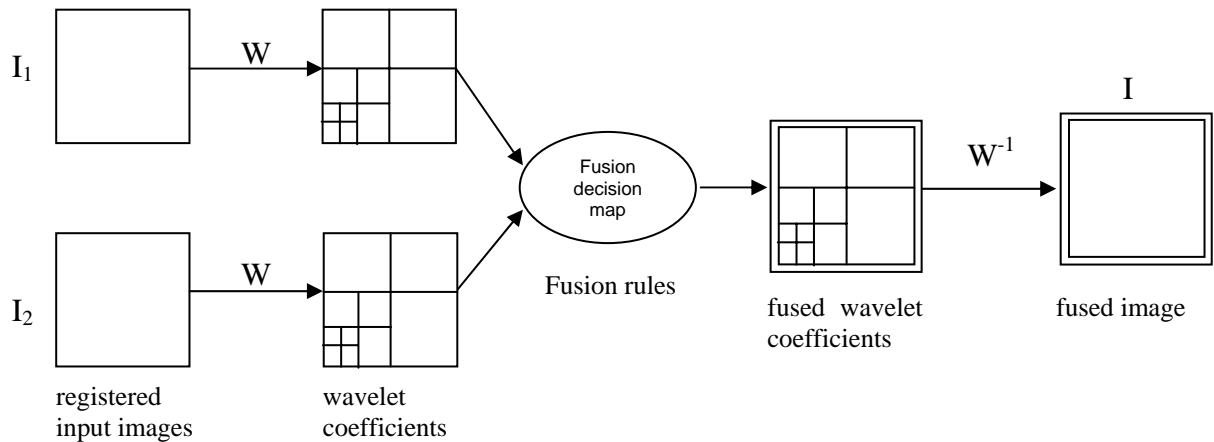 I₁
W
I₂
W
registered
input images
wavelet
coefficients
Fusion
decision
map
Fusion rules
fused wavelet
coefficients
W⁻¹
I
fused image